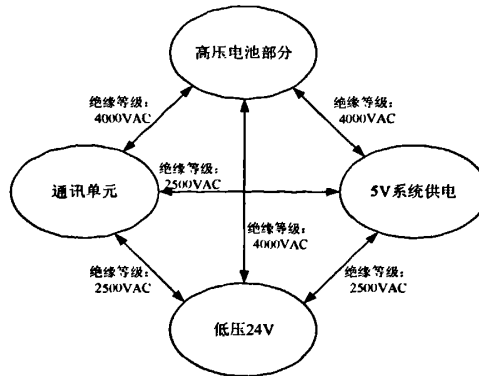 高压电池部分
绝缘等级：
4000VAC
绝缘等级：
4000VAC
绝缘等级：
2500VAC
通讯单元
5V系统供电
绝缘等级：
4000VAC
绝缘等级：
2500VAC
绝缘等级：
2500VAC
低压24V